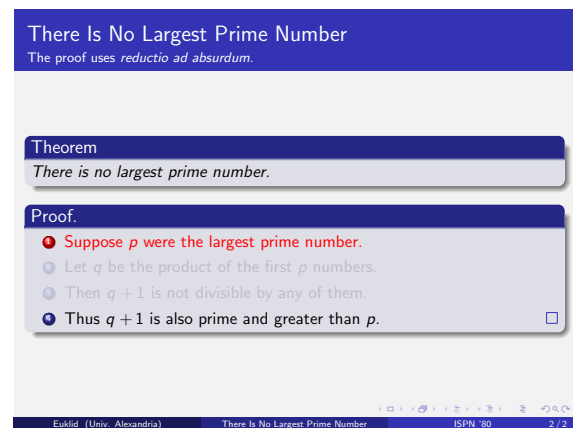 There Is No Largest Prime Number
The proof uses reductio ad absurdum.
Theorem
There is no largest prime number.
Proof.
1 Suppose p were the largest prime number.
2 Let q be the product of the first p numbers.
3 Then q + 1 is not divisible by any of them.
4 Thus q + 1 is also prime and greater than p.
Euklid (Univ. Alexandria) There Is No Largest Prime Number ISPN '80 2 / 2